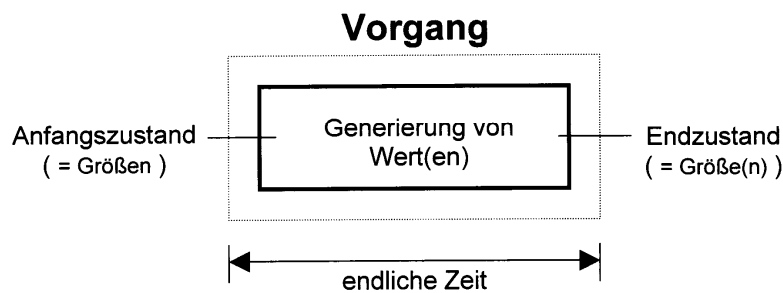 Vorgang
Anfangszustand
( = Größen )
Generierung von
Wert(en)
Endzustand
( = Größe(n) )
endliche Zeit